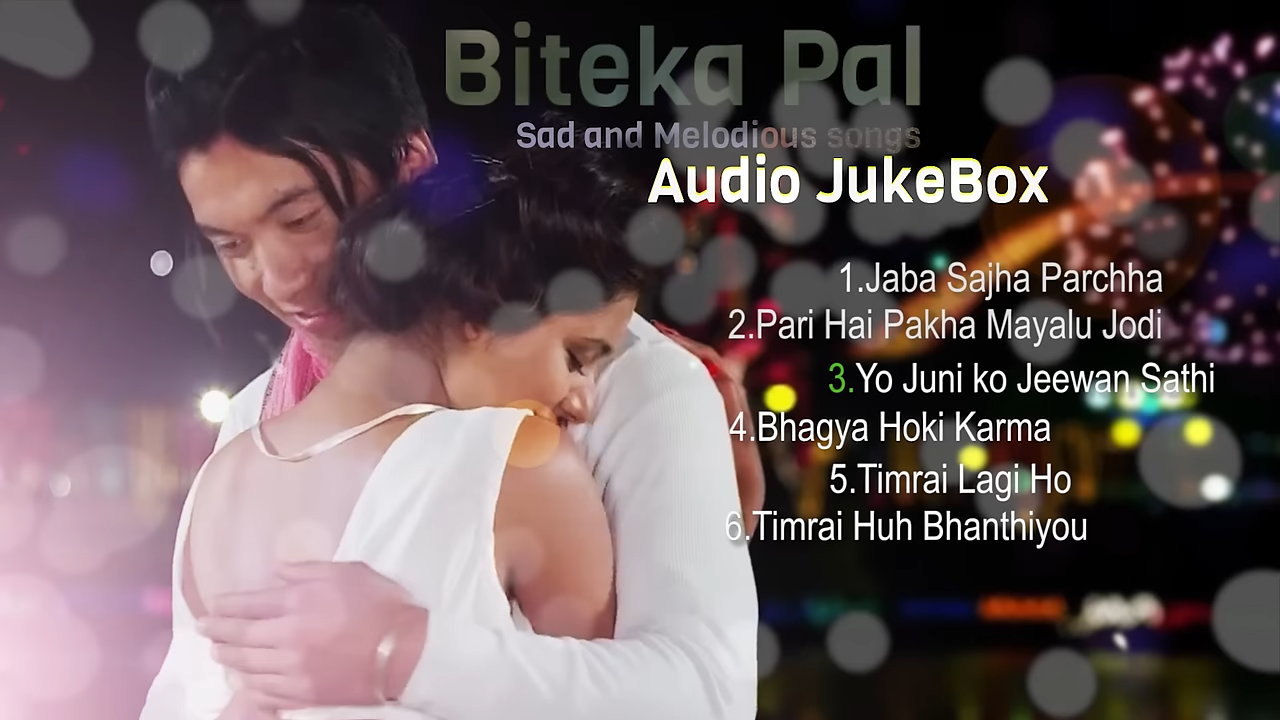 Biteka Pal
Sad and Melodious songs
Audio JukeBox
1.Jaba Sajha Parchha
2.Pari Hai Pakha Mayalu Jodi
3.Yo Juni ko Jeewan Sathi
4.Bhagya Hoki Karma
5.Timrai Lagi Ho
6.Timrai Huh Bhanthiyou